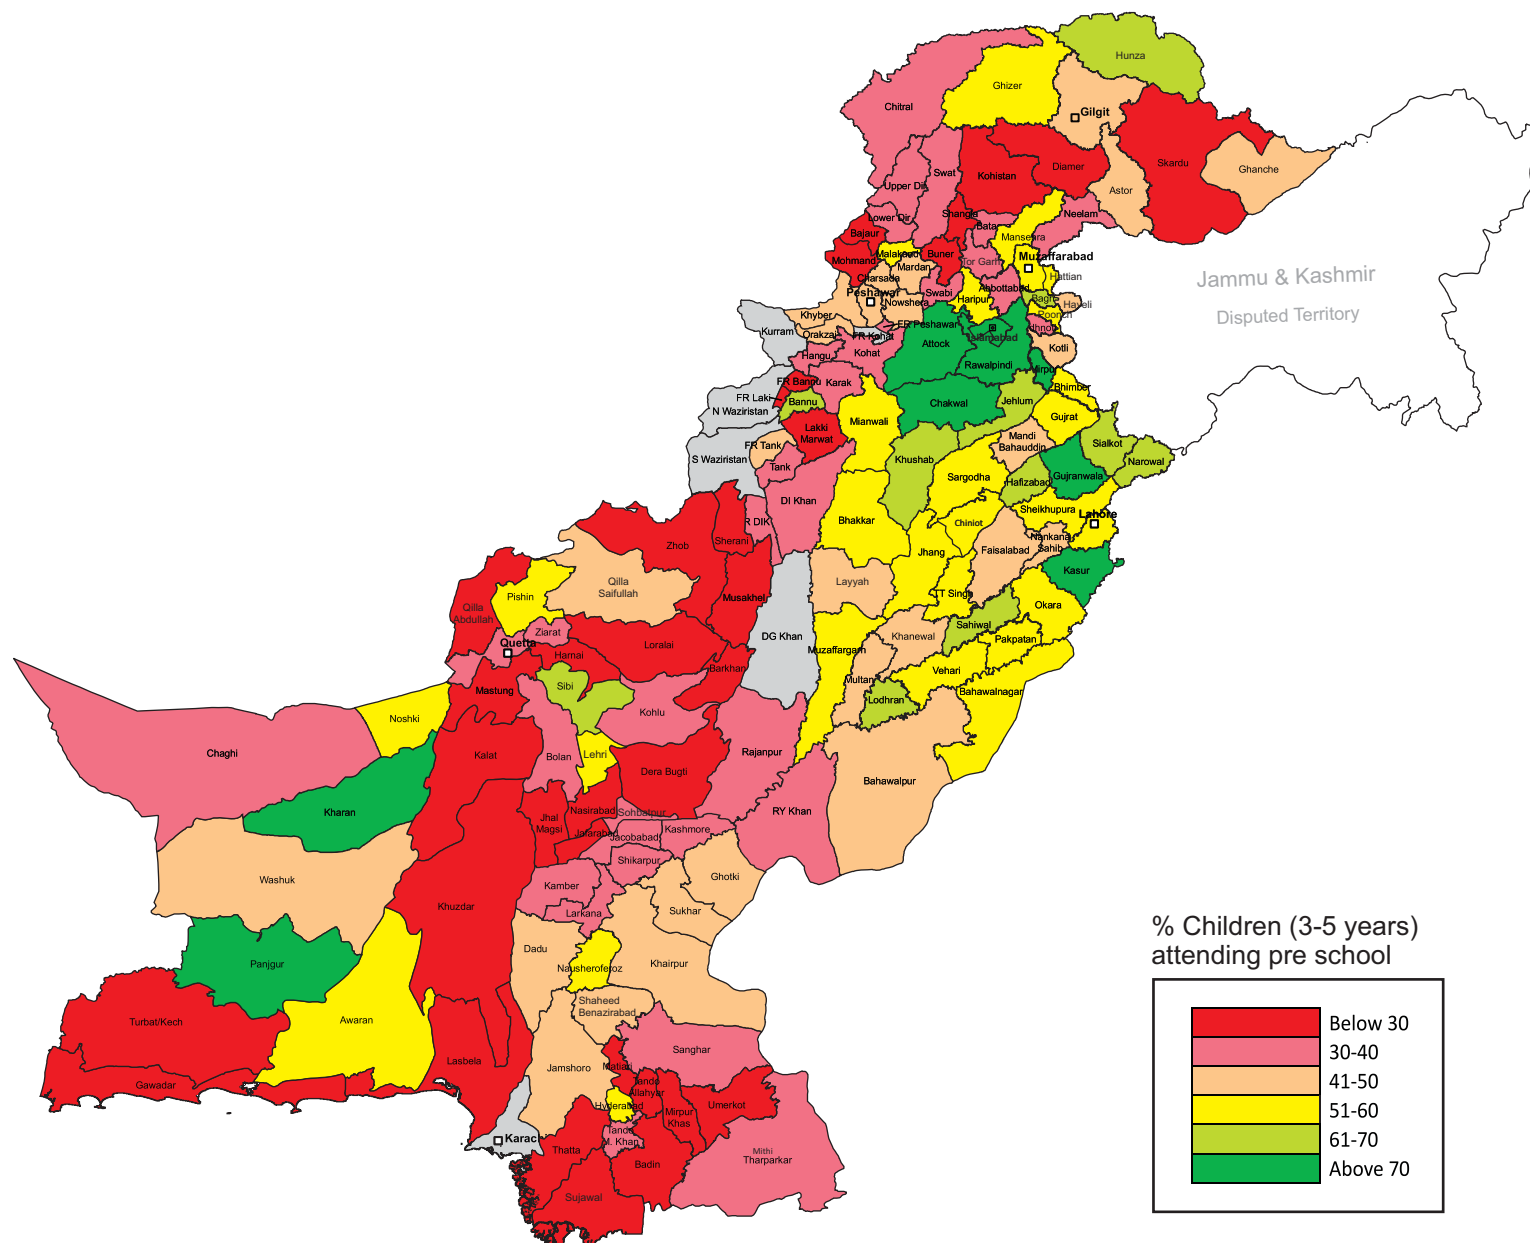 Hunza
Ghizer
Chitral
Gilgit
Skardu
Ghanche
Diamer
Kohistan
Swat
Astor
Upper Dir
Neelam
Lower Dir
Shangla
Bajaur
Mansehra
Malakand
Buner
Mohmand
Mardan
Tor Garh
Muzaffarabad
Charsada
Hattian
Abbottabad
Peshawar
Swabi
Haripur
Bagh
Nowshera
Haveli
Khyber
Poonch
FR Peshawar
Kurram
Orakzai
FR Kohat
Islamabad
Attock
Kotli
Hangu
Kohat
Rawalpindi
Mirpur
FR Bannu
Karak
Bhimber
FR Laki
Bannu
Chakwal
Jehlum
N Waziristan
Mianwali
Gujrat
Lakki
Marwat
Mandi
Bahauddin
Sialkot
FR Tank
S Waziristan
Khushab
Narowal
Tank
Sargodha
Gujranwala
Hafizabad
DI Khan
Sheikhupura
Lahore
R DIK
Bhakkar
Chiniot
Nankana
Sahib
Sherani
Zhob
Jhang
Faisalabad
Kasur
Qilla
Saifullah
Layyah
Pishin
Musakhel
TT Singh
Okara
Qilla
Abdullah
Sahiwal
Ziarat
DG Khan
Khanewal
Pakpatan
Quetta
Loralai
Muzaffargarh
Harnai
Barkhan
Vehari
Multan
Sibi
Mastung
Bahawalnagar
Lodhran
Kohlu
Noshki
Chaghi
Kalat
Bolan
Lehri
Rajanpur
Dera Bugti
Bahawalpur
Kharan
Nasirabad
Sohbatpur
RY Khan
Jhal
Magsi
Jafarabad
Jacobabad
Kashmore
Shikarpur
Washuk
Kamber
Ghotki
Khuzdar
Larkana
Sukhar
Dadu
Panjgur
Nausheroferoz
Khairpur
Shaheed
Benazirabad
Turbat/Kech
Awaran
Sanghar
Lasbela
Jamshoro
Matiari
Gawadar
Tando
Allahyar
Hyderabad
Umerkot
Mirpur
Khas
Karac
Tando
M. Khan
Thatta
Mithi
Tharparkar
Badin
Sujawal
Jammu & Kashmir
Disputed Territory
% Children (3-5 years)
attending pre school
Below 30
30-40
41-50
51-60
61-70
Above 70